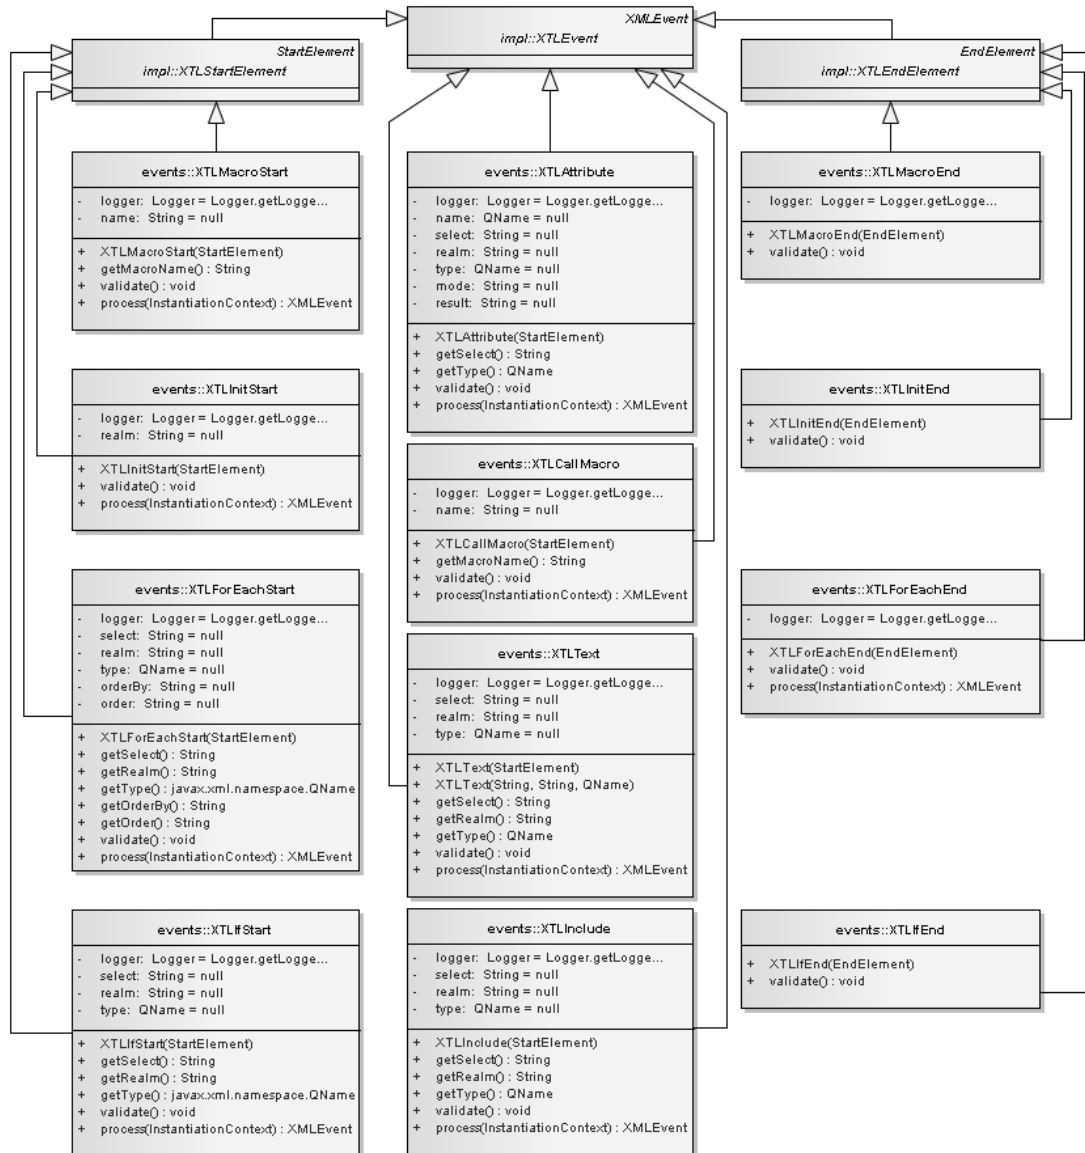 XMLEvent
impl::XTLEvent
StartElement
impl::XTLStartElement
EndElement
impl::XTLEndElement
events::XTLMacroStart
- logger: Logger = Logger.getLogge...
- name: String = null
+ XTLMacroStart(StartElement)
+ getMacroName() : String
+ validate() : void
+ process(InstantiationContext) : XMLEvent
events::XTLInitStart
- logger: Logger = Logger.getLogge...
- realm: String = null
+ XTLInitStart(StartElement)
+ validate() : void
+ process(InstantiationContext) : XMLEvent
events::XTLForEachStart
- logger: Logger = Logger.getLogge...
- select: String = null
- realm: String = null
- type: QName = null
- orderBy: String = null
- order: String = null
+ XTLForEachStart(StartElement)
+ getSelect() : String
+ getRealm() : String
+ getType() : javax.xml.namespace.QName
+ getOrderBy() : String
+ getOrder() : String
+ validate() : void
+ process(InstantiationContext) : XMLEvent
events::XTLIfStart
- logger: Logger = Logger.getLogge...
- select: String = null
- realm: String = null
- type: QName = null
+ XTLIfStart(StartElement)
+ getSelect() : String
+ getRealm() : String
+ getType() : javax.xml.namespace.QName
+ validate() : void
+ process(InstantiationContext) : XMLEvent
events::XTLAttribute
- logger: Logger = Logger.getLogge...
- name: QName = null
- select: String = null
- realm: String = null
- type: QName = null
- mode: String = null
- result: String = null
+ XTLAttribute(StartElement)
+ getSelect() : String
+ getType() : QName
+ validate() : void
+ process(InstantiationContext) : XMLEvent
events::XTLCallMacro
- logger: Logger = Logger.getLogge...
- name: String = null
+ XTLCallMacro(StartElement)
+ getMacroName() : String
+ validate() : void
+ process(InstantiationContext) : XMLEvent
events::XTLText
- logger: Logger = Logger.getLogge...
- select: String = null
- realm: String = null
- type: QName = null
+ XTLText(StartElement)
+ XTLText(String, String, QName)
+ getSelect() : String
+ getRealm() : String
+ getType() : QName
+ validate() : void
+ process(InstantiationContext) : XMLEvent
events::XTLInclude
- logger: Logger = Logger.getLogge...
- select: String = null
- realm: String = null
- type: QName = null
+ XTLInclude(StartElement)
+ getSelect() : String
+ getRealm() : String
+ getType() : QName
+ validate() : void
+ process(InstantiationContext) : XMLEvent
events::XTLMacroEnd
- logger: Logger = Logger.getLogge...
+ XTLMacroEnd(EndElement)
+ validate() : void
events::XTLInitEnd
+ XTLInitEnd(EndElement)
+ validate() : void
events::XTLForEachEnd
- logger: Logger = Logger.getLogge...
+ XTLForEachEnd(EndElement)
+ validate() : void
+ process(InstantiationContext) : XMLEvent
events::XTLIfEnd
+ XTLIfEnd(EndElement)
+ validate() : void